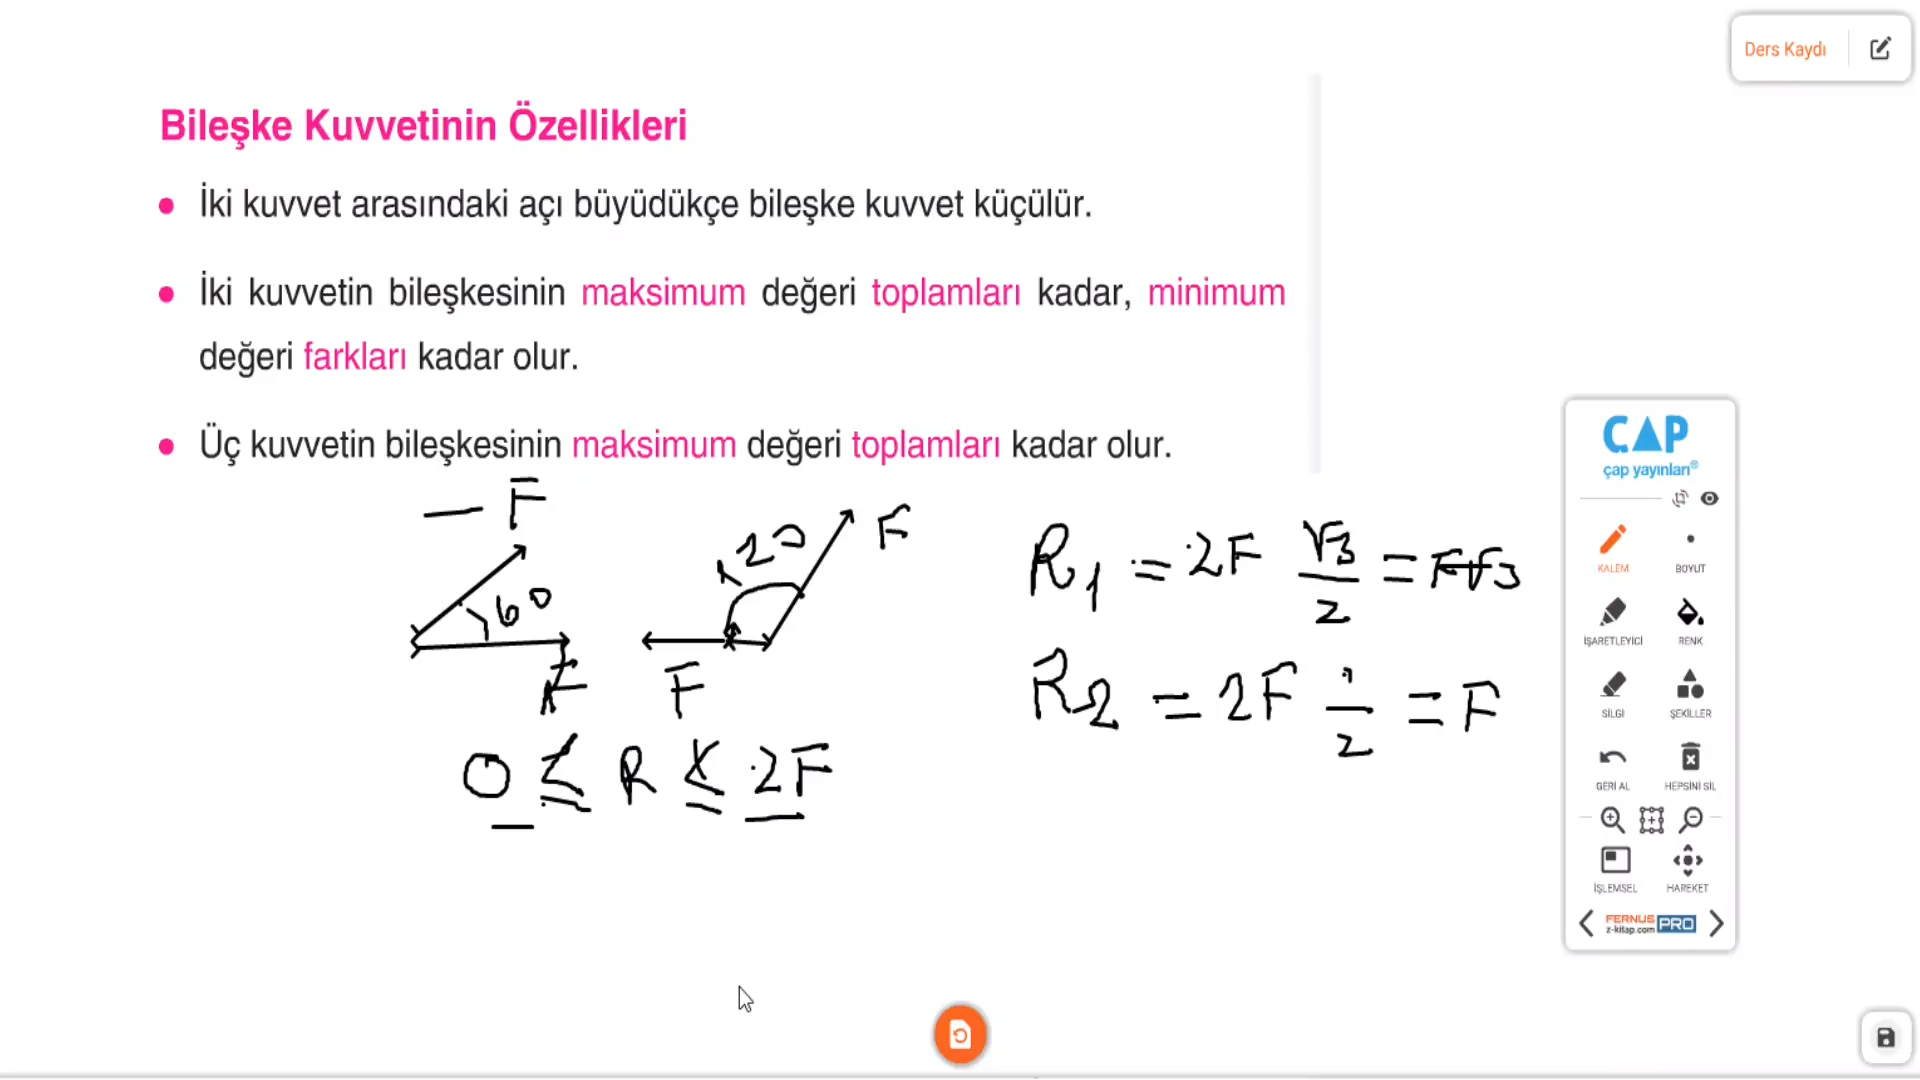 Ders Kaydı
Bileşke Kuvvetinin Özellikleri
• İki kuvvet arasındaki açı büyüdükçe bileşke kuvvet küçülür.
• İki kuvvetin bileşkesinin maksimum değeri toplamları kadar, minimum
değeri farkları kadar olur.
• Üç kuvvetin bileşkesinin maksimum değeri toplamları kadar olur.
— F
60
F
120
F
F
R1 = 2F √3/2 = F√3
R2 = 2F 1/2 = F
0 ≤ R ≤ 2F
ÇAP
çap yayınları®
KALEM
BOYUT
İŞARETLEYİCİ
RENK
SİLGİ
ŞEKİLLER
GERİ AL
HEPSİNİ SİL
İŞLEMSEL
HAREKET
FERNUS PRO
z-kitap.com